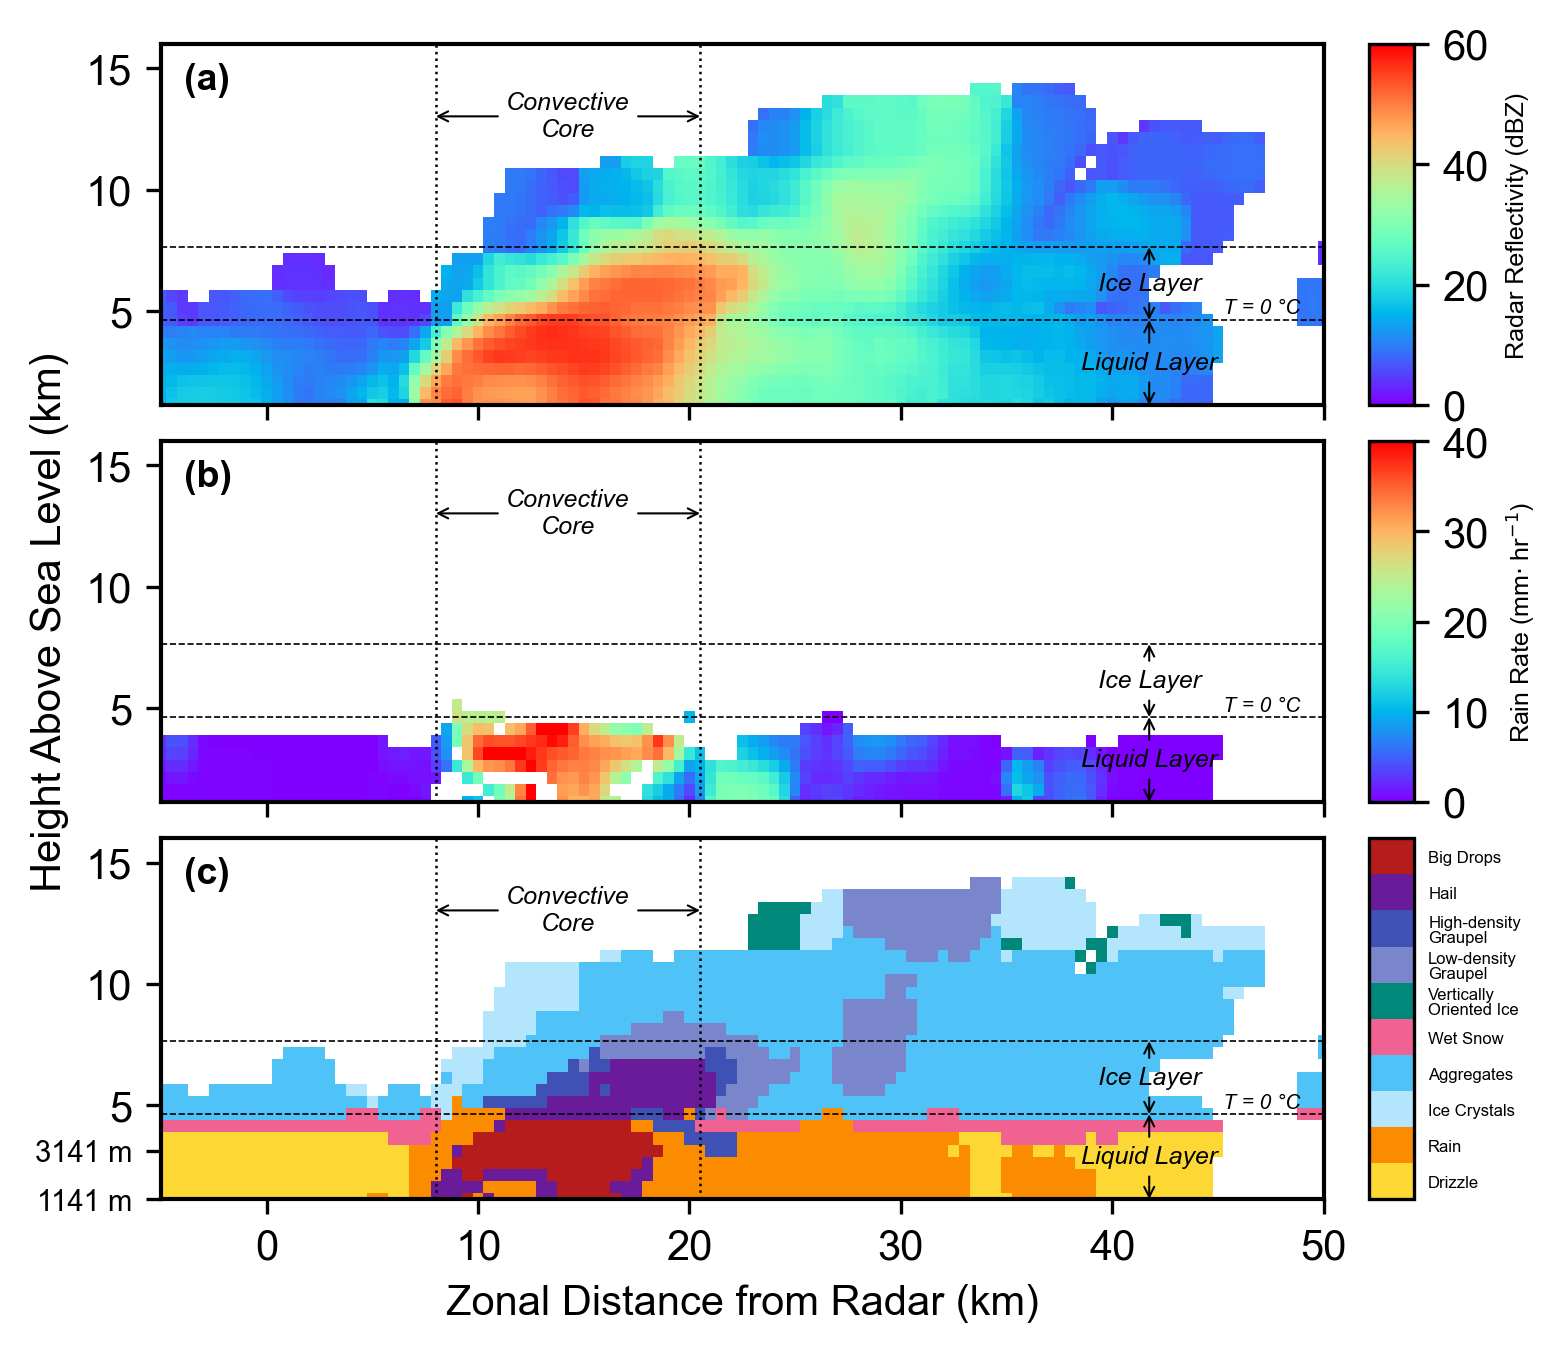 (a)
Convective
Core
Ice Layer
T = 0 °C
Liquid Layer
15
10
5
60
40
20
0
Radar Reflectivity (dBZ)
(b)
Convective
Core
Ice Layer
T = 0 °C
Liquid Layer
15
10
5
40
30
20
10
0
Rain Rate (mm· hr⁻¹)
Height Above Sea Level (km)
(c)
Convective
Core
Ice Layer
T = 0 °C
Liquid Layer
15
10
5
3141 m
1141 m
Big Drops
Hail
High-density
Graupel
Low-density
Graupel
Vertically
Oriented Ice
Wet Snow
Aggregates
Ice Crystals
Rain
Drizzle
0
10
20
30
40
50
Zonal Distance from Radar (km)